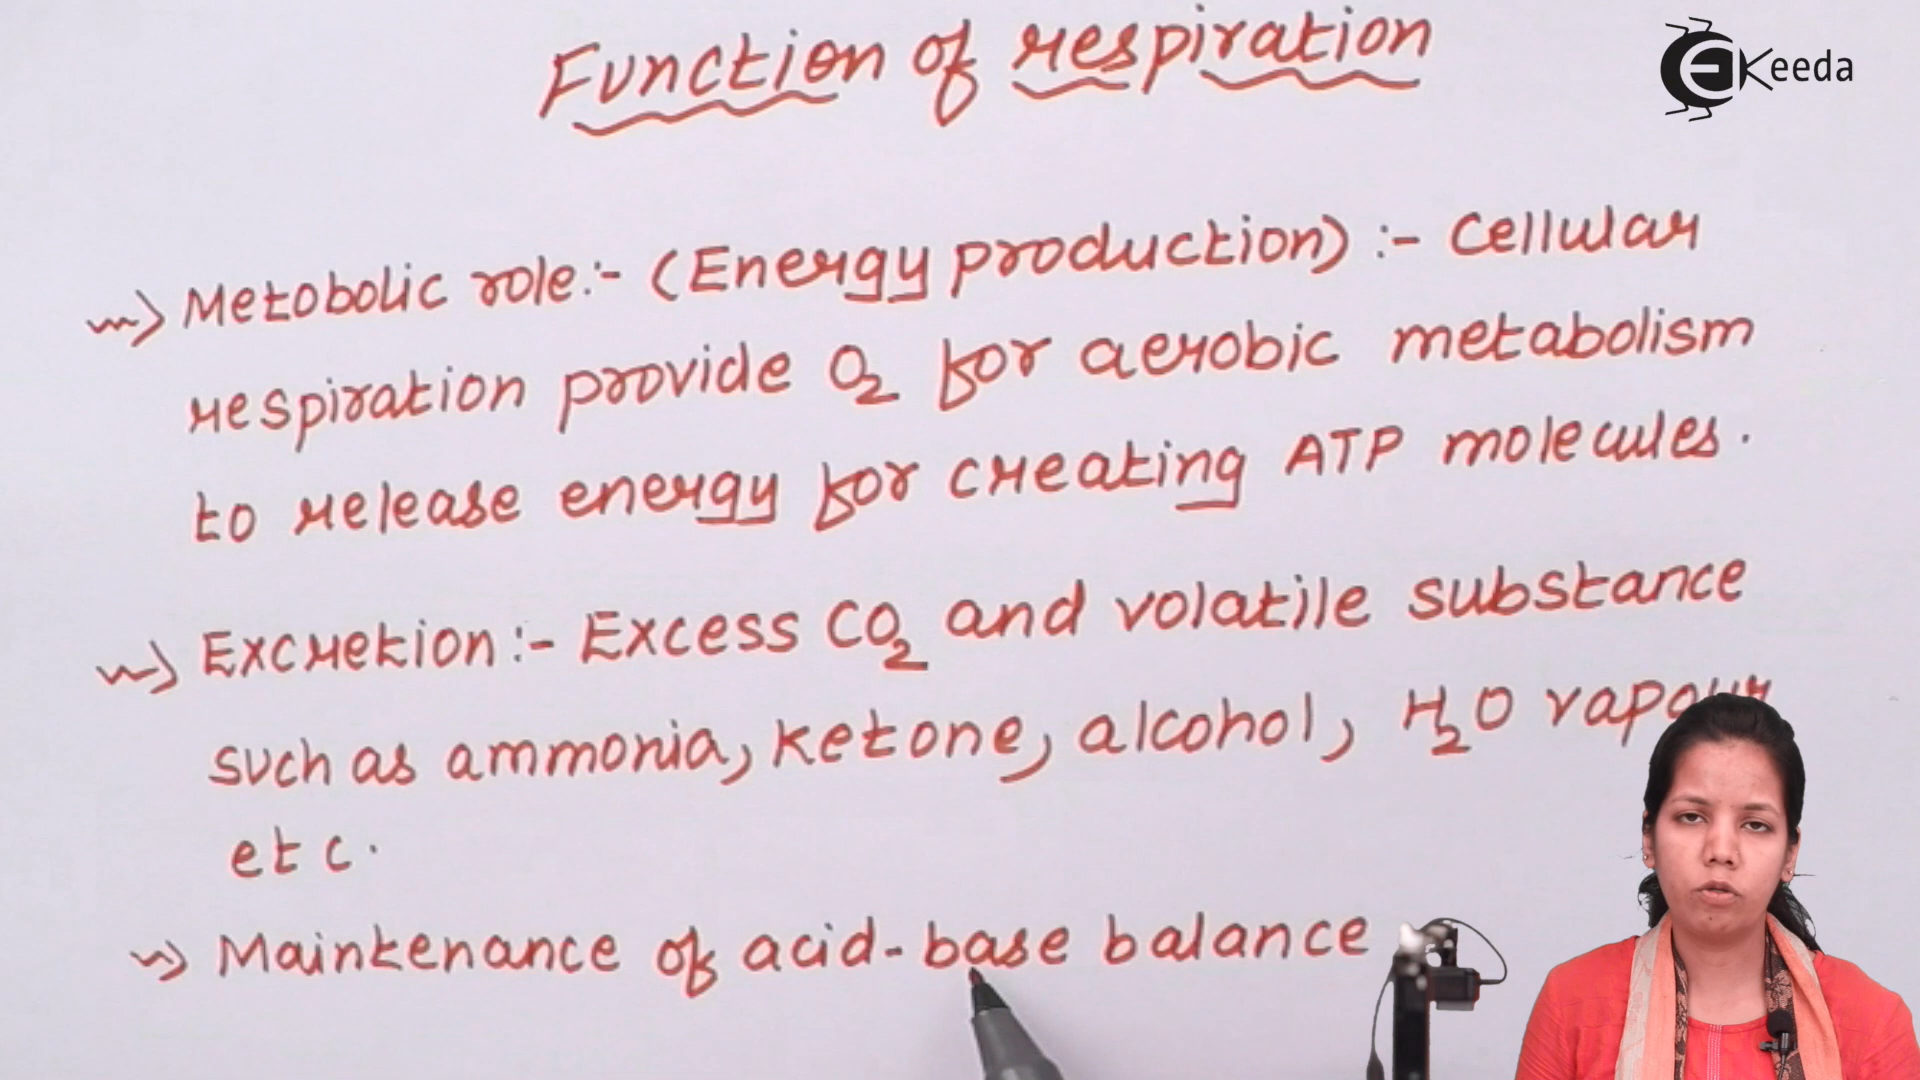 Function of respiration
EKeeda
Metobolic role:- (Energy production) :- Cellular
respiration provide O2 for aerobic metabolism
to release energy for creating ATP molecules.
Excretion :- Excess CO2 and volatile substance
such as ammonia, ketone, alcohol, H2O vapour
etc.
Maintenance of acid-base balance